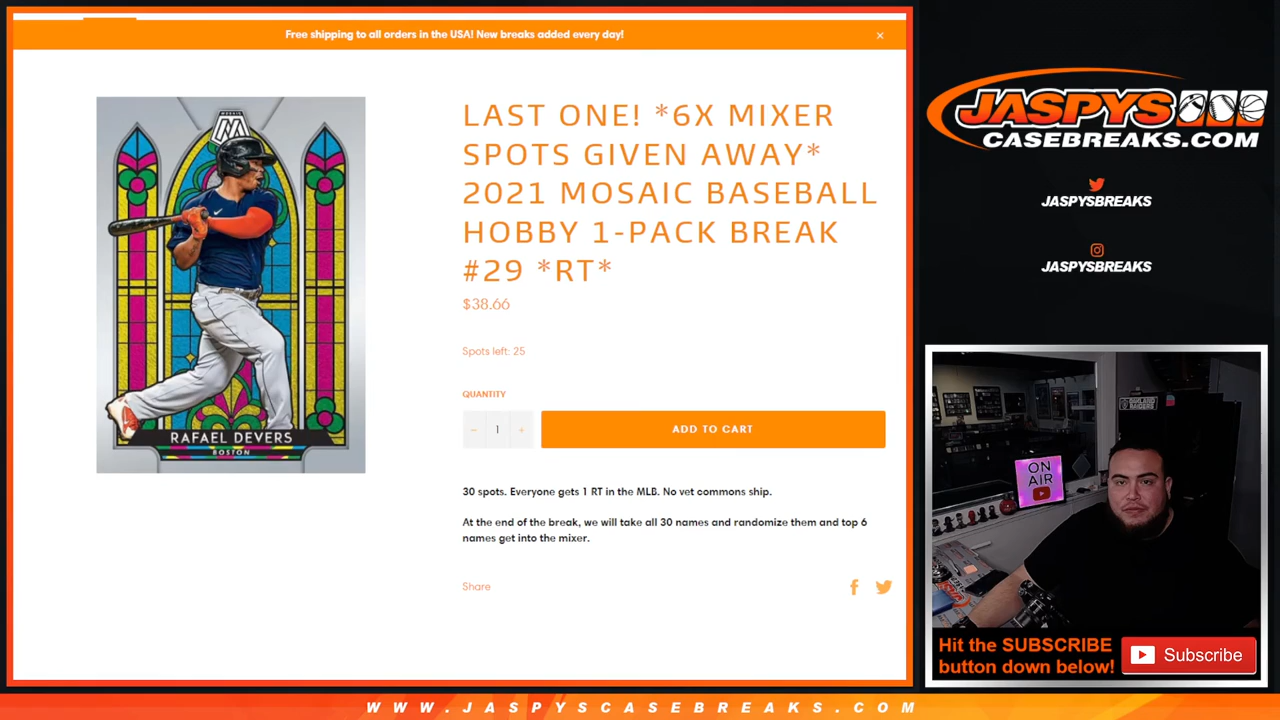 Free shipping to all orders in the USA! New breaks added every day!
×
LAST ONE! *6X MIXER
SPOTS GIVEN AWAY*
2021 MOSAIC BASEBALL
HOBBY 1-PACK BREAK
#29 *RT*
$38.66
Spots left: 25
QUANTITY
− 1 +
ADD TO CART
30 spots. Everyone gets 1 RT in the MLB. No vet commons ship.
At the end of the break, we will take all 30 names and randomize them and top 6
names get into the mixer.
Share
MOSAIC
RAFAEL DEVERS
BOSTON
JASPYS
CASEBREAKS.COM
JASPYSBREAKS
JASPYSBREAKS
OAKLAND
RAIDERS
ON
AIR
Hit the SUBSCRIBE
button down below!
Subscribe
WWW.JASPYSCASEBREAKS.COM